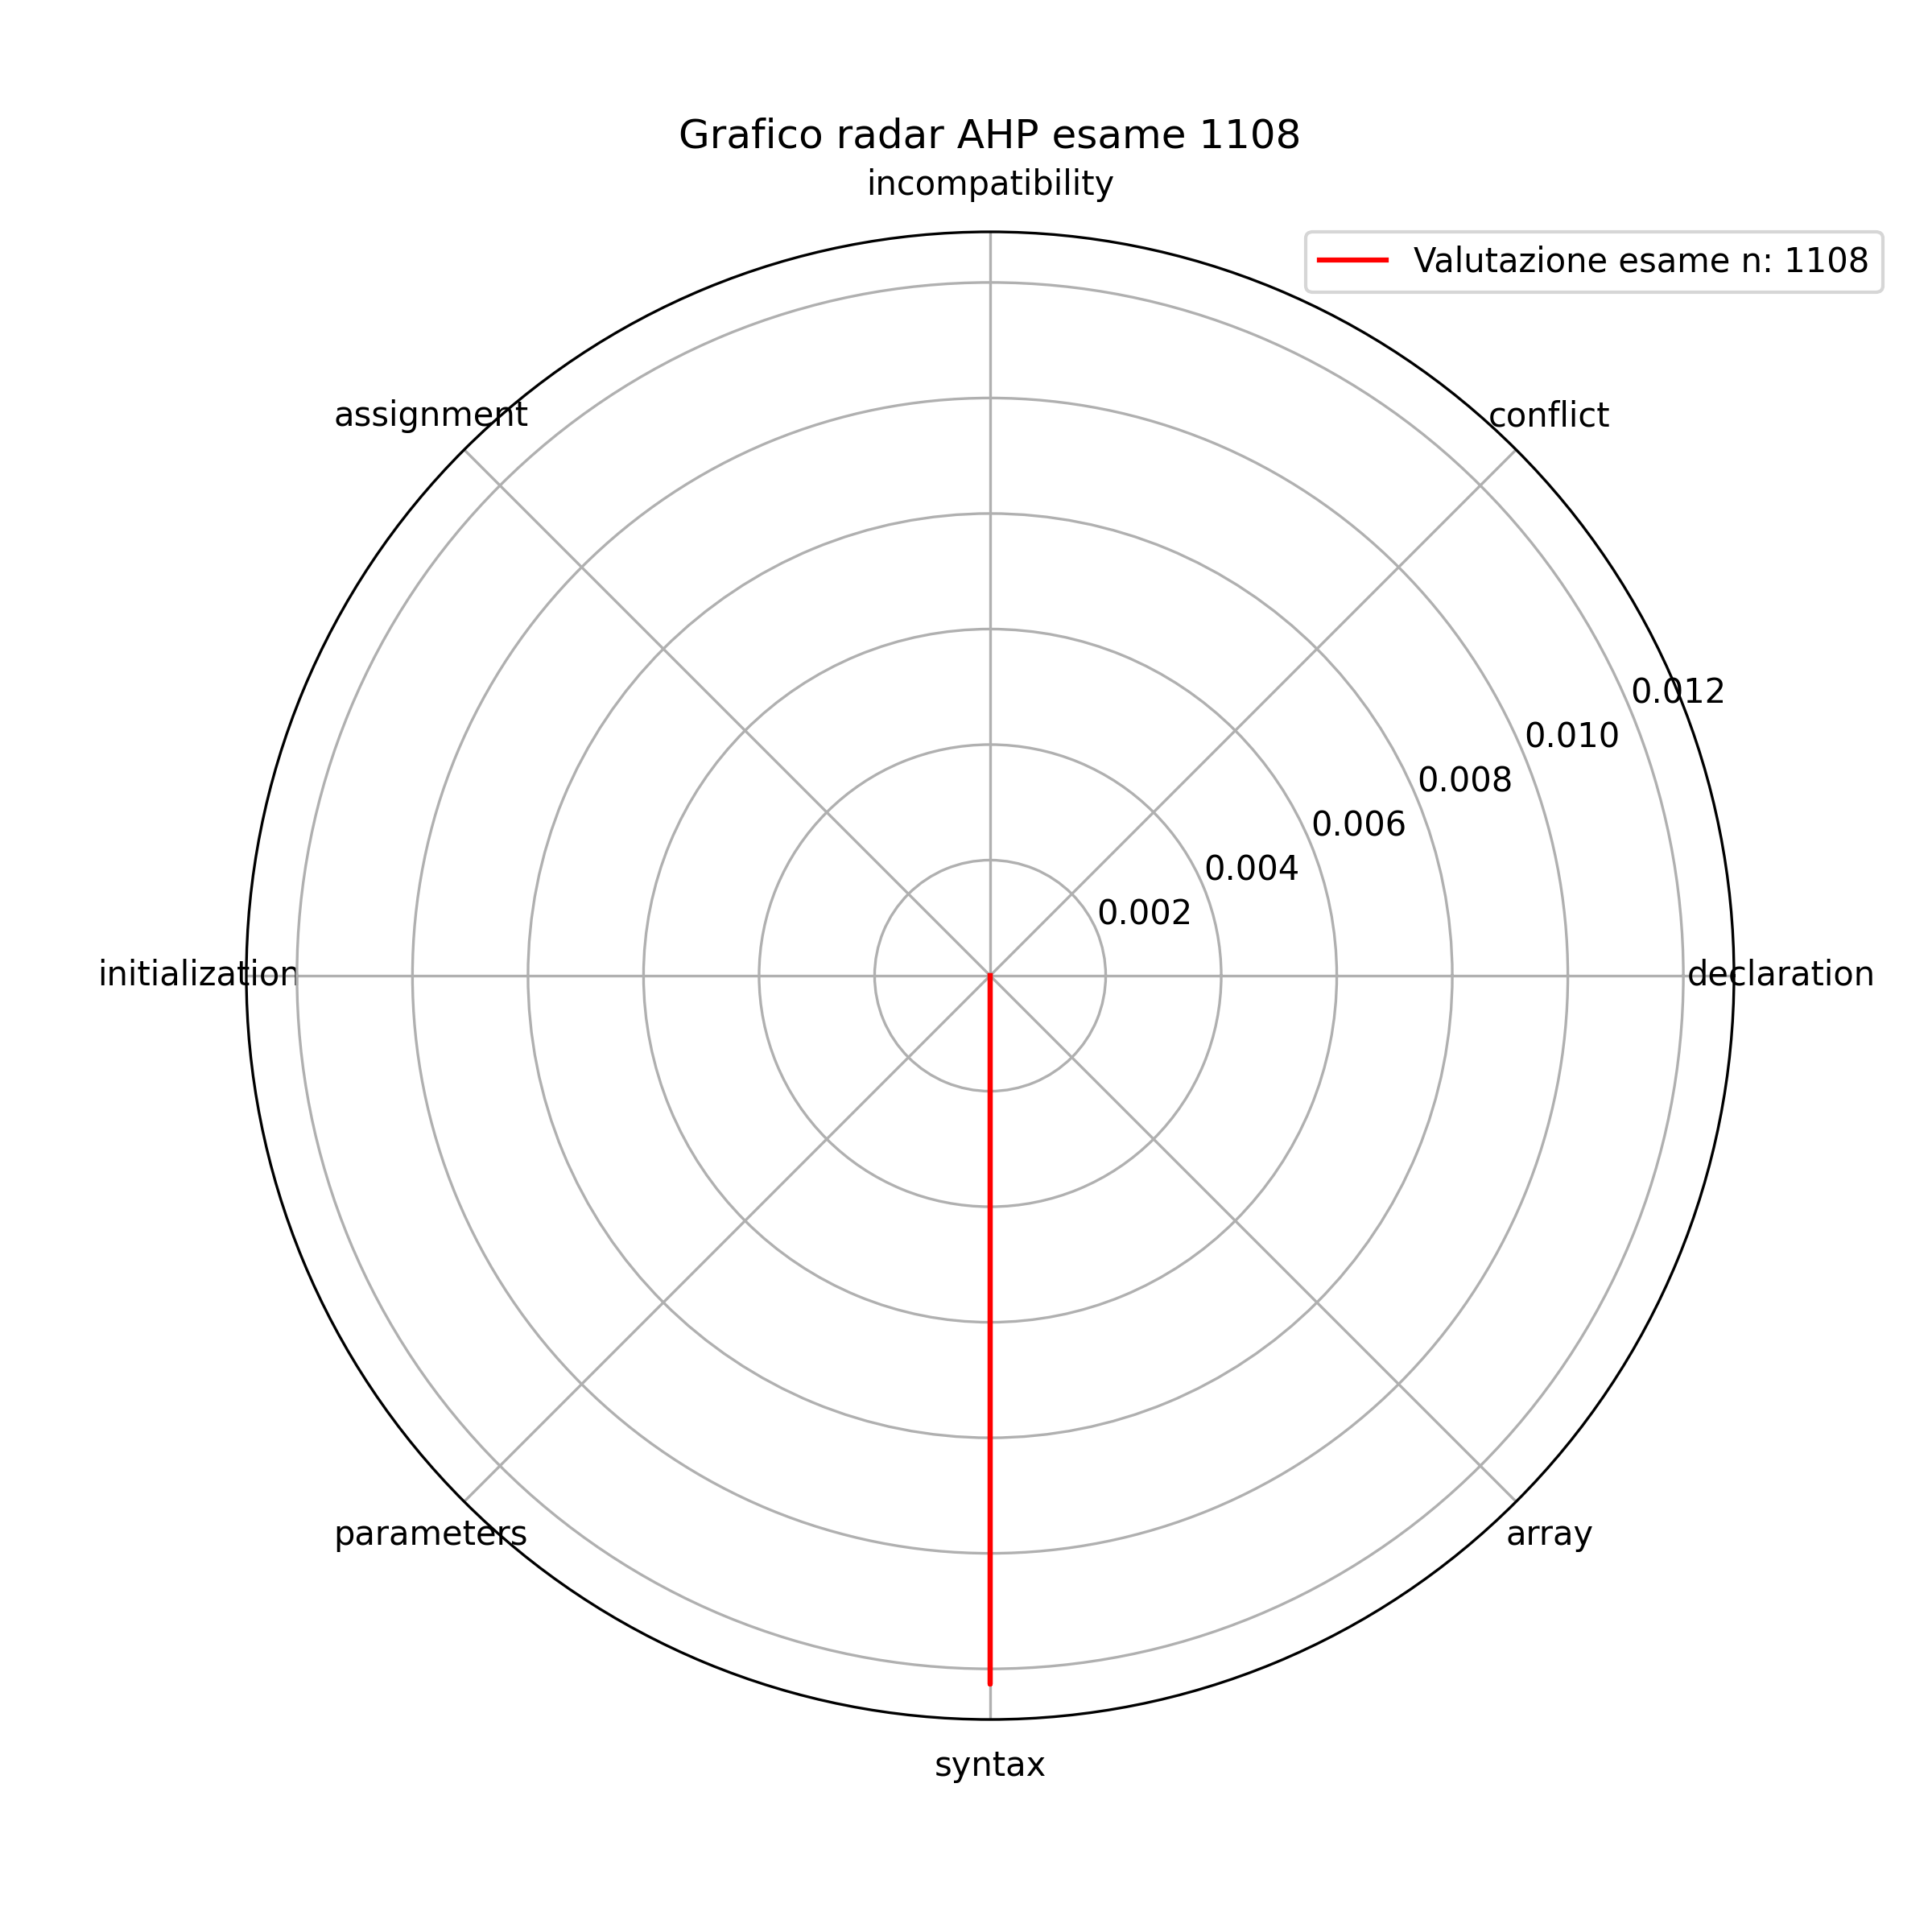 Grafico radar AHP esame 1108
incompatibility
Valutazione esame n: 1108
assignment
conflict
0.012
0.010
0.008
0.006
0.004
0.002
initialization
declaration
parameters
array
syntax